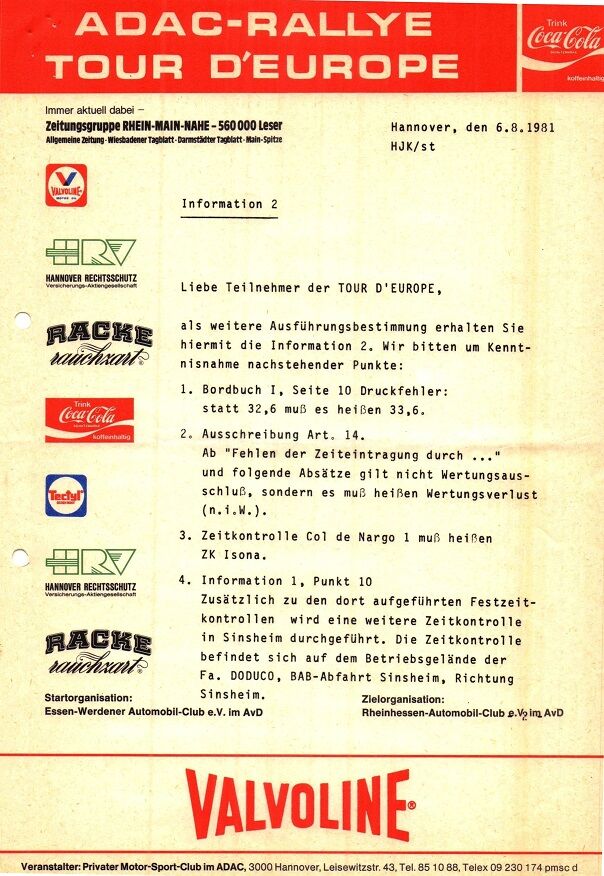 ADAC-RALLYE
TOUR D'EUROPE
Trink
Coca-Cola
koffeinhaltig
Immer aktuell dabei –
Zeitungsgruppe RHEIN-MAIN-NAHE – 560 000 Leser
Allgemeine Zeitung · Wiesbadener Tagblatt · Darmstädter Tagblatt · Main-Spitze
Hannover, den 6.8.1981
HJK/st
VALVOLINE
MOTOR OIL
Information 2
HRV
HANNOVER RECHTSSCHUTZ
Versicherungs-Aktiengesellschaft
Liebe Teilnehmer der TOUR D'EUROPE,
RACKE
rauchzart®
als weitere Ausführungsbestimmung erhalten Sie
hiermit die Information 2. Wir bitten um Kennt-
nisnahme nachstehender Punkte:
1. Bordbuch I, Seite 10 Druckfehler:
statt 32,6 muß es heißen 33,6.
Trink
Coca-Cola
koffeinhaltig
2. Ausschreibung Art. 14.
Ab "Fehlen der Zeiteintragung durch ..."
und folgende Absätze gilt nicht Wertungsaus-
schluß, sondern es muß heißen Wertungsverlust
(n.i.W.).
Tectyl
3. Zeitkontrolle Col de Nargo 1 muß heißen
ZK Isona.
HRV
HANNOVER RECHTSSCHUTZ
Versicherungs-Aktiengesellschaft
4. Information 1, Punkt 10
Zusätzlich zu den dort aufgeführten Festzeit-
kontrollen wird eine weitere Zeitkontrolle
in Sinsheim durchgeführt. Die Zeitkontrolle
befindet sich auf dem Betriebsgelände der
Fa. DODUCO, BAB-Abfahrt Sinsheim, Richtung
Sinsheim.
RACKE
rauchzart®
Startorganisation:
Essen-Werdener Automobil-Club e.V. im AvD
Zielorganisation:
Rheinhessen-Automobil-Club e.V. im AvD
VALVOLINE®
Veranstalter: Privater Motor-Sport-Club im ADAC, 3000 Hannover, Leisewitzstr. 43, Tel. 85 10 88, Telex 09 230 174 pmsc d